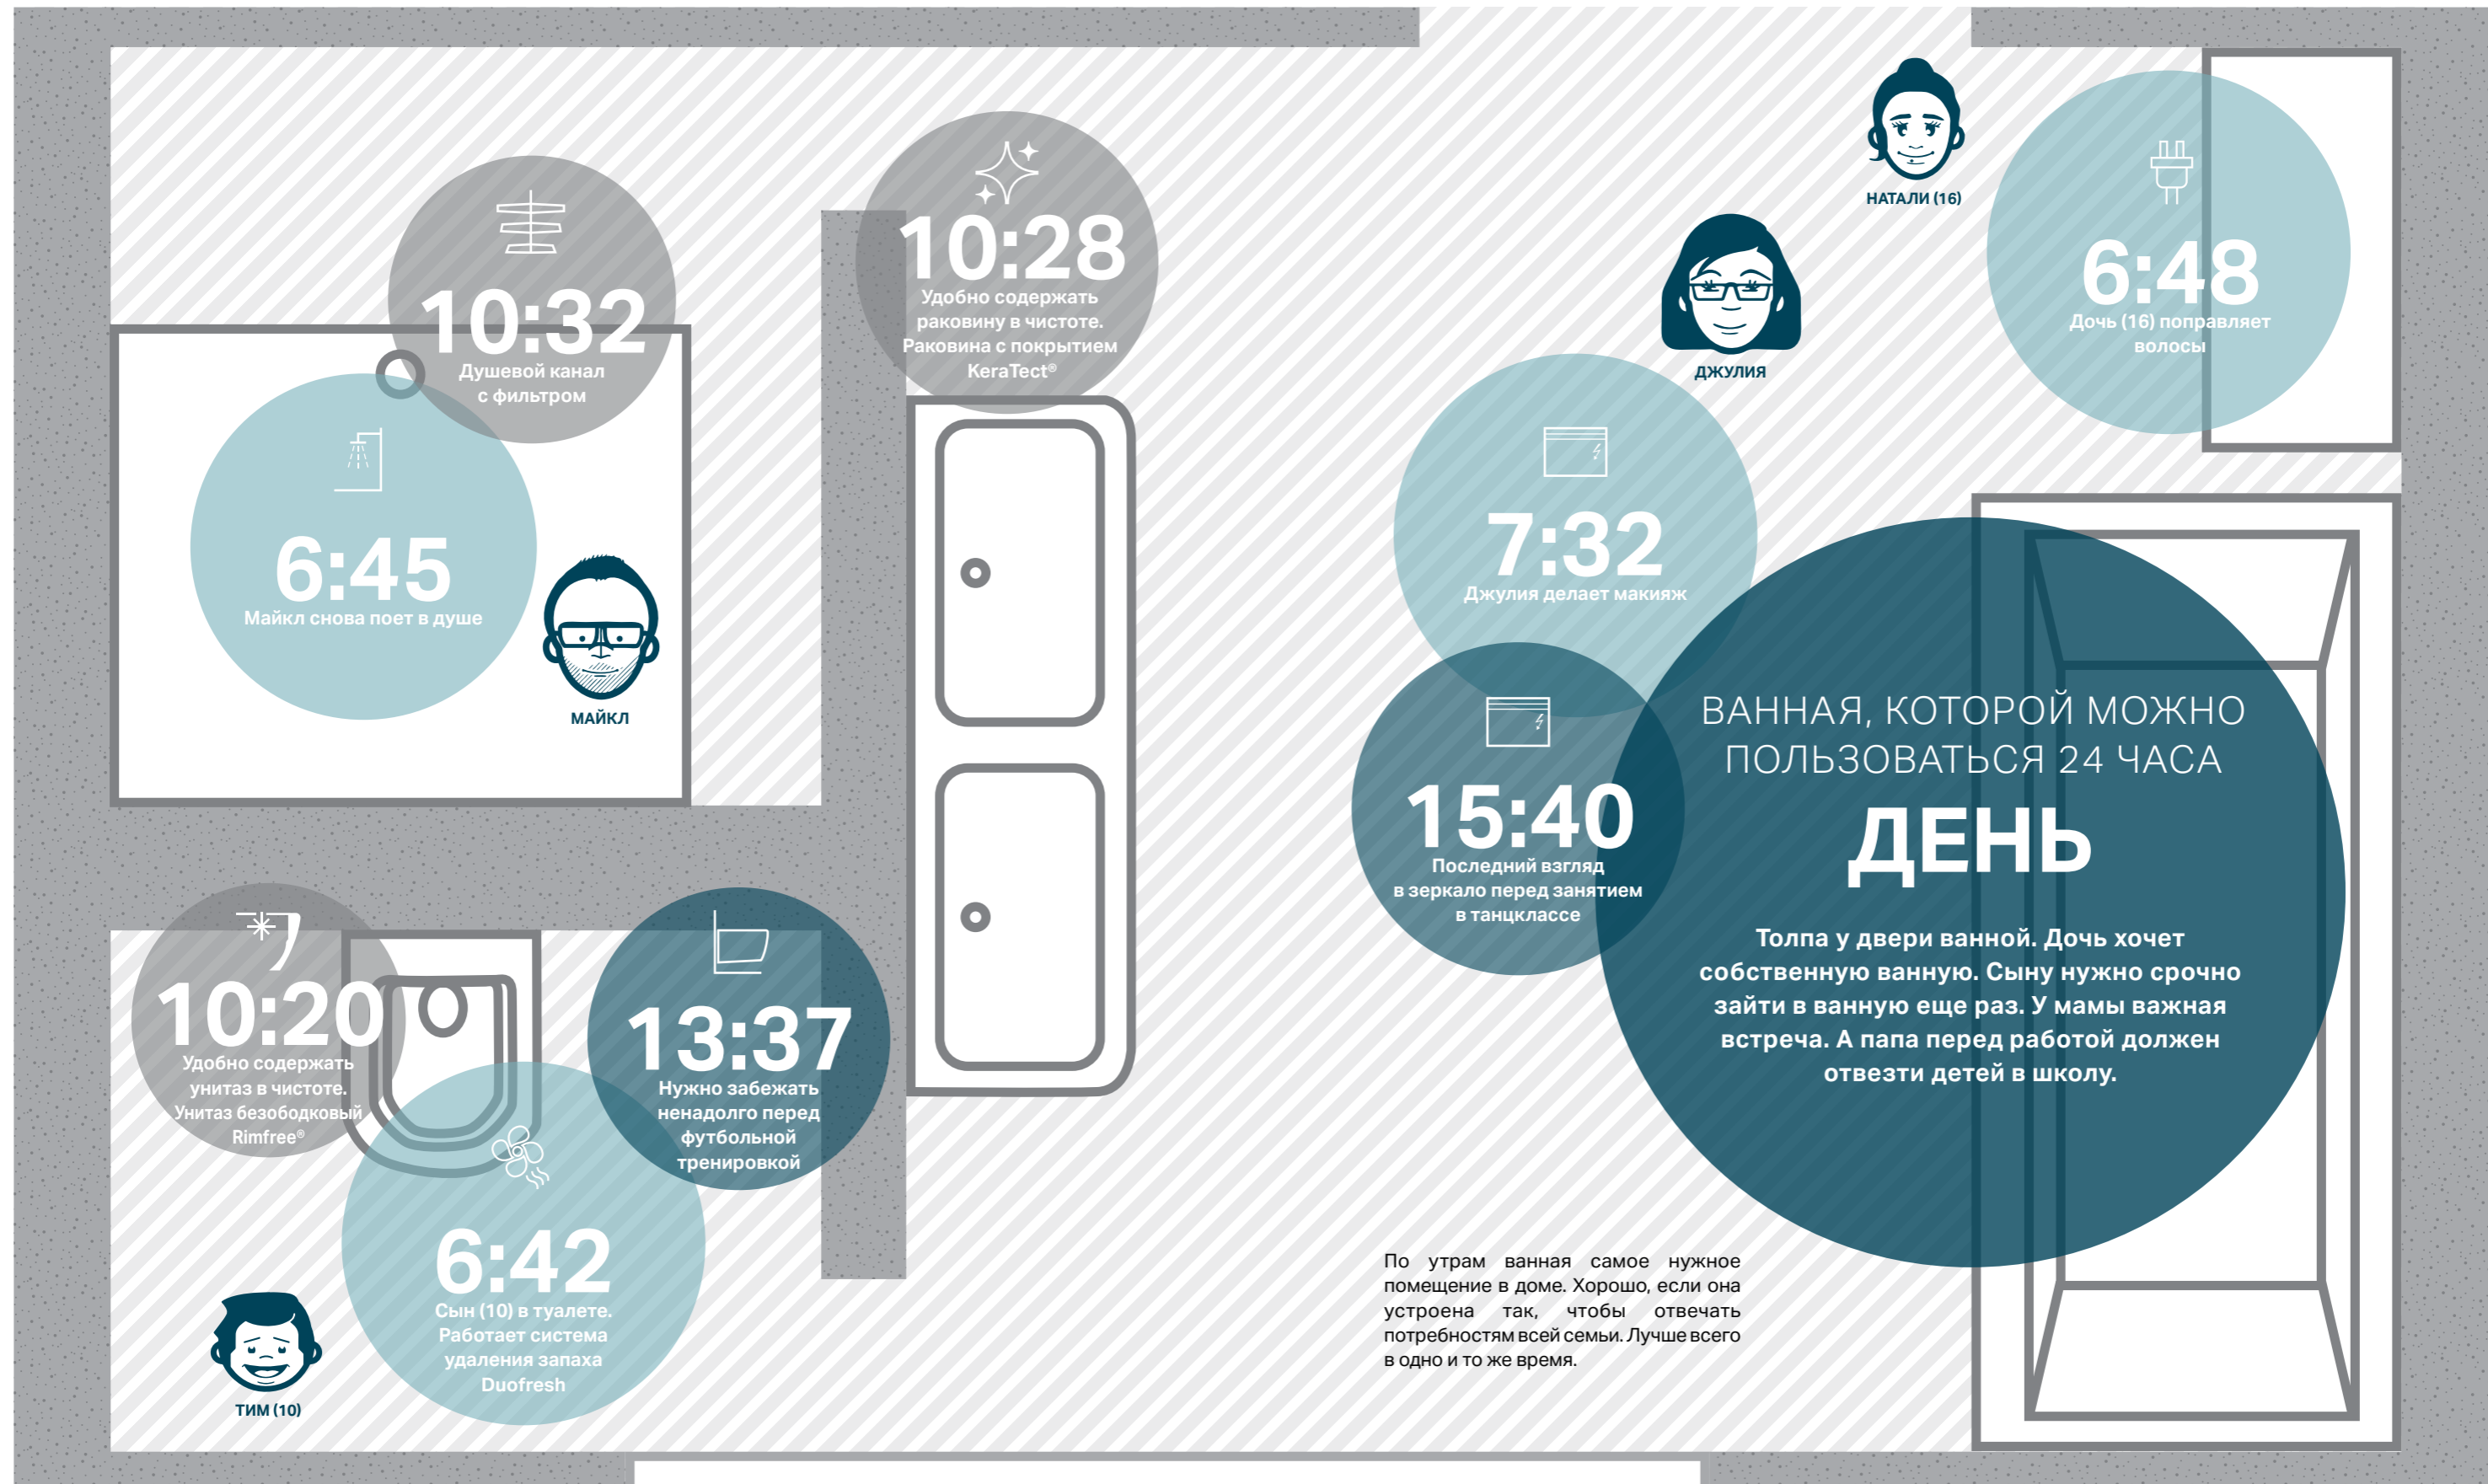 10:32
Душевой канал
с фильтром
6:45
Майкл снова поет в душе
МАЙКЛ
10:28
Удобно содержать
раковину в чистоте.
Раковина с покрытием
KeraTect®
НАТАЛИ (16)
6:48
Дочь (16) поправляет
волосы
ДЖУЛИЯ
7:32
Джулия делает макияж
15:40
Последний взгляд
в зеркало перед занятием
в танцклассе
ВАННАЯ, КОТОРОЙ МОЖНО
ПОЛЬЗОВАТЬСЯ 24 ЧАСА
ДЕНЬ
Толпа у двери ванной. Дочь хочет
собственную ванную. Сыну нужно срочно
зайти в ванную еще раз. У мамы важная
встреча. А папа перед работой должен
отвезти детей в школу.
10:20
Удобно содержать
унитаз в чистоте.
Унитаз безободковый
Rimfree®
13:37
Нужно забежать
ненадолго перед
футбольной
тренировкой
6:42
Сын (10) в туалете.
Работает система
удаления запаха
Duofresh
ТИМ (10)
По утрам ванная самое нужное
помещение в доме. Хорошо, если она
устроена так, чтобы отвечать
потребностям всей семьи. Лучше всего
в одно и то же время.